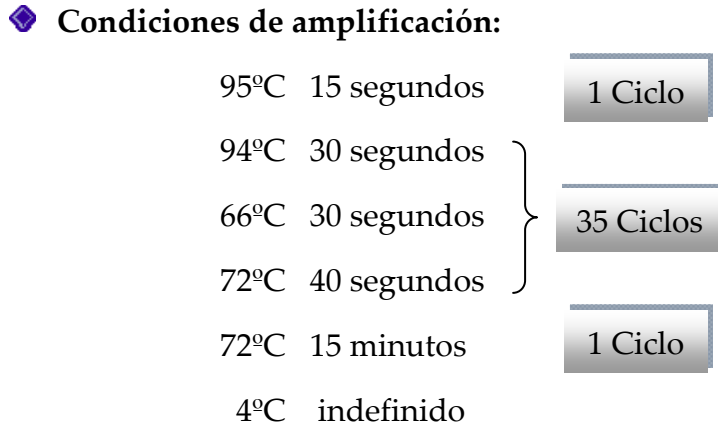 Condiciones de amplificación:
95ºC 15 segundos 1 Ciclo
94ºC 30 segundos
66ºC 30 segundos 35 Ciclos
72ºC 40 segundos
72ºC 15 minutos 1 Ciclo
4ºC indefinido